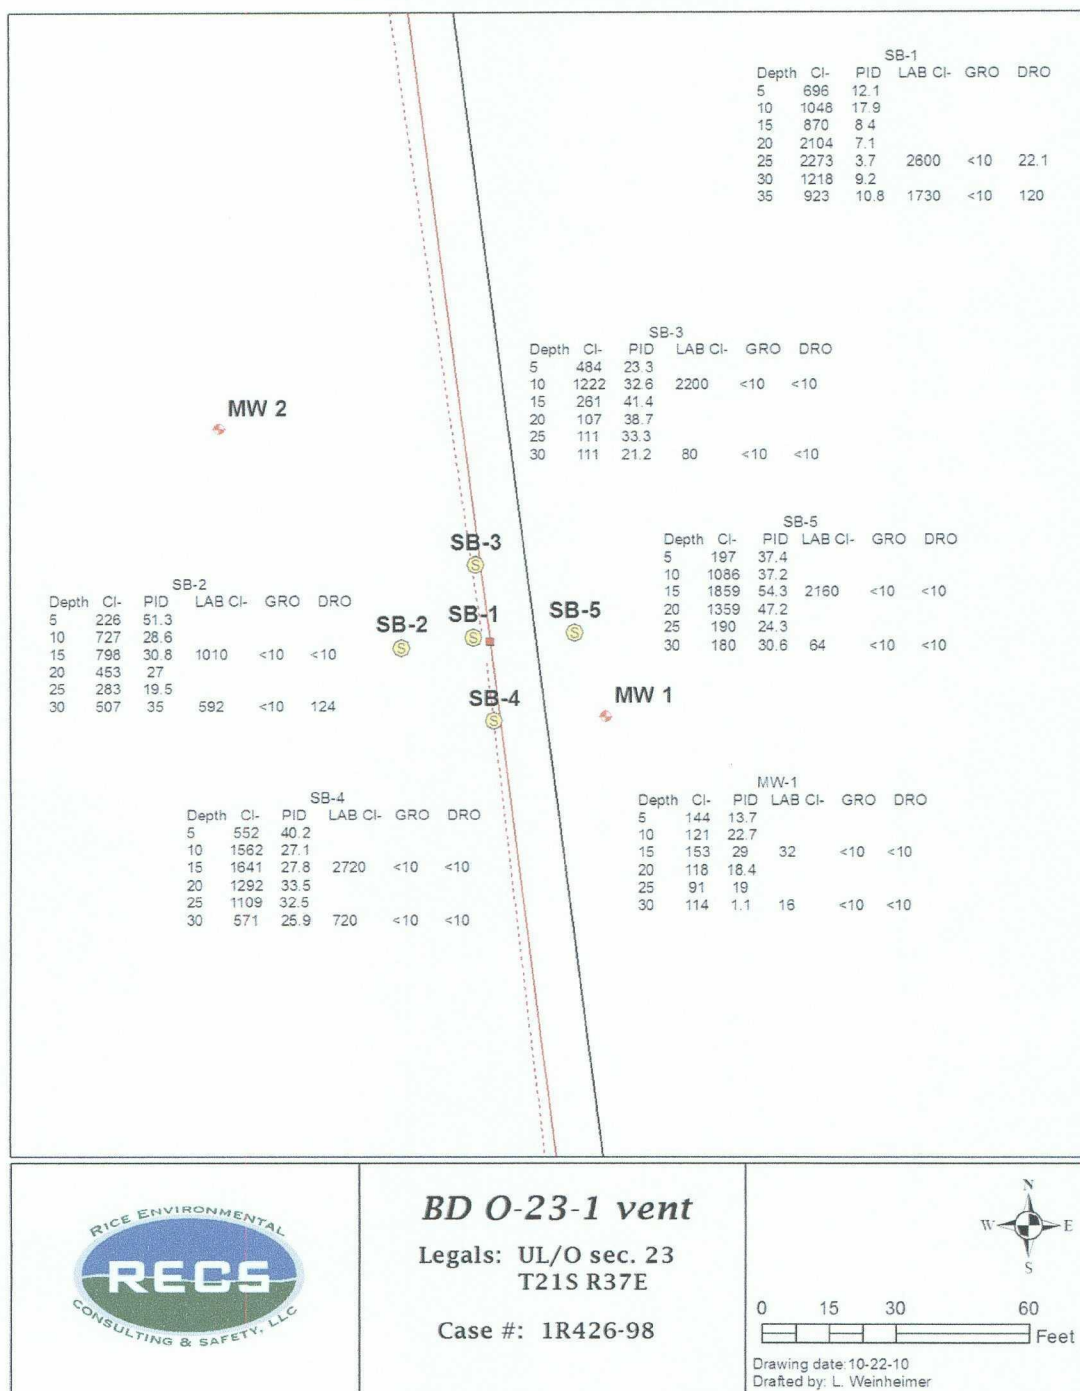 SB-1
Depth Cl- PID LAB Cl- GRO DRO
5 696 12.1
10 1048 17.9
15 870 8.4
20 2104 7.1
25 2273 3.7 2600 <10 22.1
30 1218 9.2
35 923 10.8 1730 <10 120
SB-3
Depth Cl- PID LAB Cl- GRO DRO
5 484 23.3
10 1222 32.6 2200 <10 <10
15 261 41.4
20 107 38.7
25 111 33.3
30 111 21.2 80 <10 <10
MW 2
SB-5
Depth Cl- PID LAB Cl- GRO DRO
5 197 37.4
10 1086 37.2
15 1859 54.3 2160 <10 <10
20 1359 47.2
25 190 24.3
30 180 30.6 64 <10 <10
SB-3
S
SB-2
Depth Cl- PID LAB Cl- GRO DRO
5 226 51.3
10 727 28.6
15 798 30.8 1010 <10 <10
20 453 27
25 283 19.5
30 507 35 592 <10 124
SB-2
S
SB-1
S
SB-5
S
SB-4
S
MW 1
MW-1
Depth Cl- PID LAB Cl- GRO DRO
5 144 13.7
10 121 22.7
15 153 29 32 <10 <10
20 118 18.4
25 91 19
30 114 1.1 16 <10 <10
SB-4
Depth Cl- PID LAB Cl- GRO DRO
5 552 40.2
10 1562 27.1
15 1641 27.8 2720 <10 <10
20 1292 33.5
25 1109 32.5
30 571 25.9 720 <10 <10
RICE ENVIRONMENTAL
RECS
CONSULTING & SAFETY, LLC
BD O-23-1 vent
Legals: UL/O sec. 23
T21S R37E
Case #: 1R426-98
N
W E
S
0 15 30 60
Feet
Drawing date:10-22-10
Drafted by: L. Weinheimer